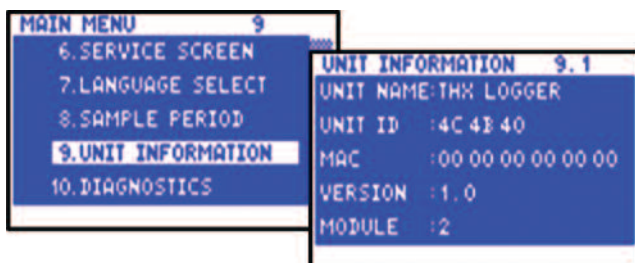 MAIN MENU 9
6.SERVICE SCREEN
7.LANGUAGE SELECT
8.SAMPLE PERIOD
9.UNIT INFORMATION
10.DIAGNOSTICS
UNIT INFORMATION 9.1
UNIT NAME:THX LOGGER
UNIT ID :4C 4B 40
MAC :00 00 00 00 00 00
VERSION :1.0
MODULE :2